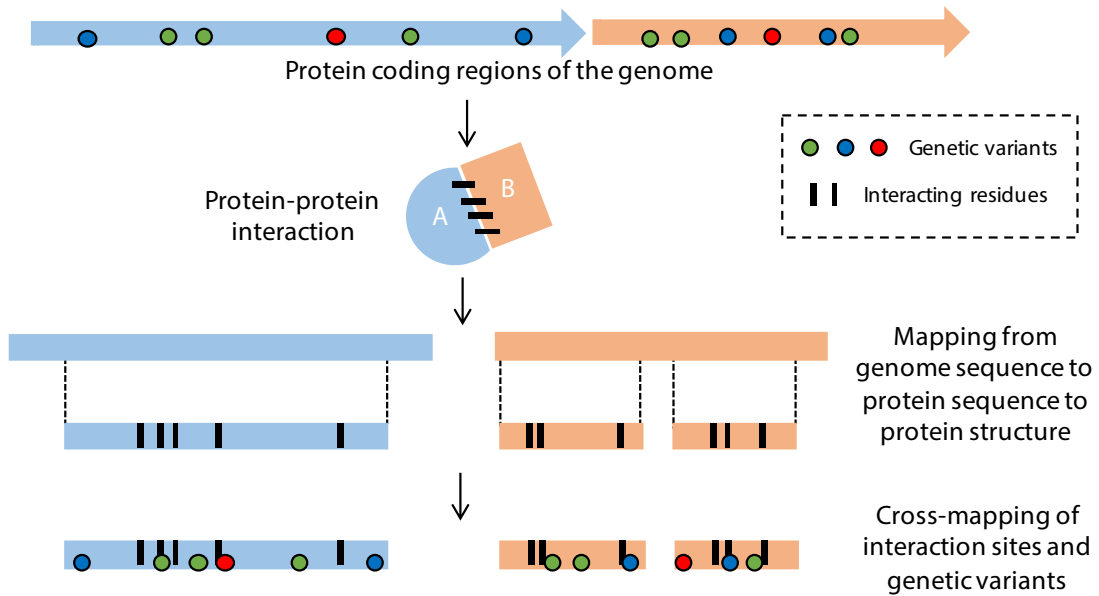 Protein coding regions of the genome
Genetic variants
Interacting residues
Protein-protein
interaction
A
B
Mapping from
genome sequence to
protein sequence to
protein structure
Cross-mapping of
interaction sites and
genetic variants